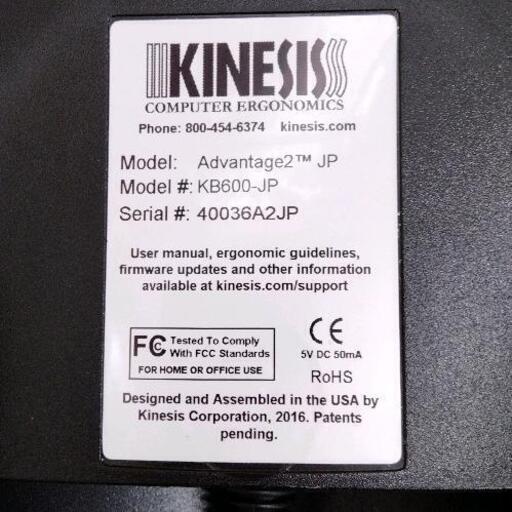 KINESIS
COMPUTER ERGONOMICS
Phone: 800-454-6374 kinesis.com
Model: Advantage2™ JP
Model #: KB600-JP
Serial #: 40036A2JP
User manual, ergonomic guidelines,
firmware updates and other information
available at kinesis.com/support
FC Tested To Comply
With FCC Standards
FOR HOME OR OFFICE USE
CE
5V DC 50mA
RoHS
Designed and Assembled in the USA by
Kinesis Corporation, 2016. Patents
pending.